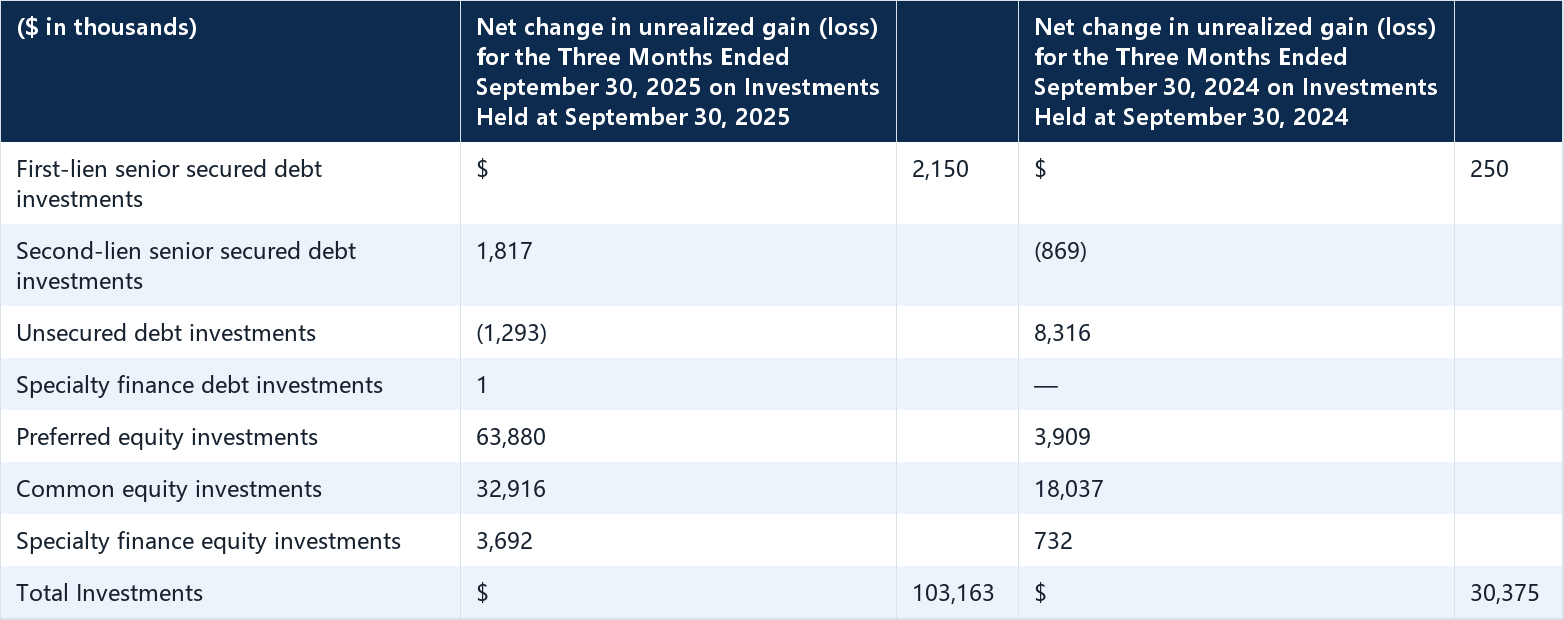 ($ in thousands) Net change in unrealized gain (loss) for the Three Months Ended September 30, 2025 on Investments Held at September 30, 2025 Net change in unrealized gain (loss) for the Three Months Ended September 30, 2024 on Investments Held at September 30, 2024
First-lien senior secured debt investments $ 2,150 $ 250
Second-lien senior secured debt investments 1,817 (869)
Unsecured debt investments (1,293) 8,316
Specialty finance debt investments 1 —
Preferred equity investments 63,880 3,909
Common equity investments 32,916 18,037
Specialty finance equity investments 3,692 732
Total Investments $ 103,163 $ 30,375